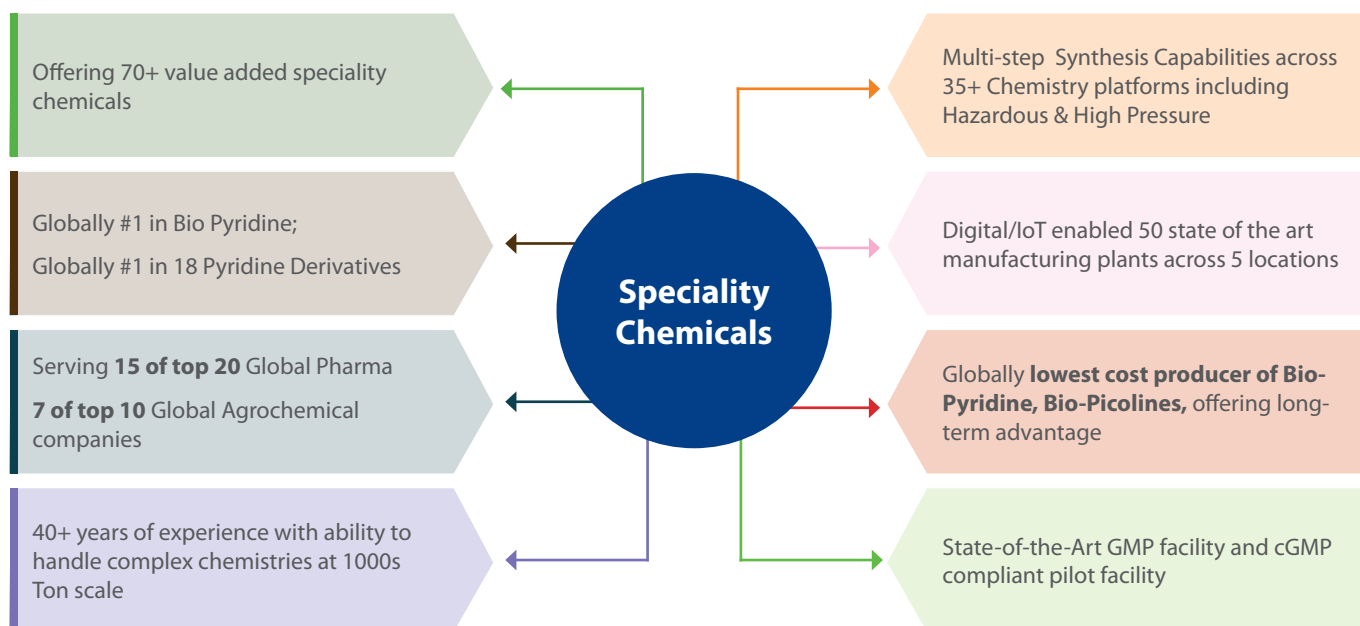 Offering 70+ value added speciality
chemicals
Globally #1 in Bio Pyridine;
Globally #1 in 18 Pyridine Derivatives
Serving 15 of top 20 Global Pharma
7 of top 10 Global Agrochemical
companies
40+ years of experience with ability to
handle complex chemistries at 1000s
Ton scale
Speciality
Chemicals
Multi-step Synthesis Capabilities across
35+ Chemistry platforms including
Hazardous & High Pressure
Digital/IoT enabled 50 state of the art
manufacturing plants across 5 locations
Globally lowest cost producer of Bio-
Pyridine, Bio-Picolines, offering long-
term advantage
State-of-the-Art GMP facility and cGMP
compliant pilot facility